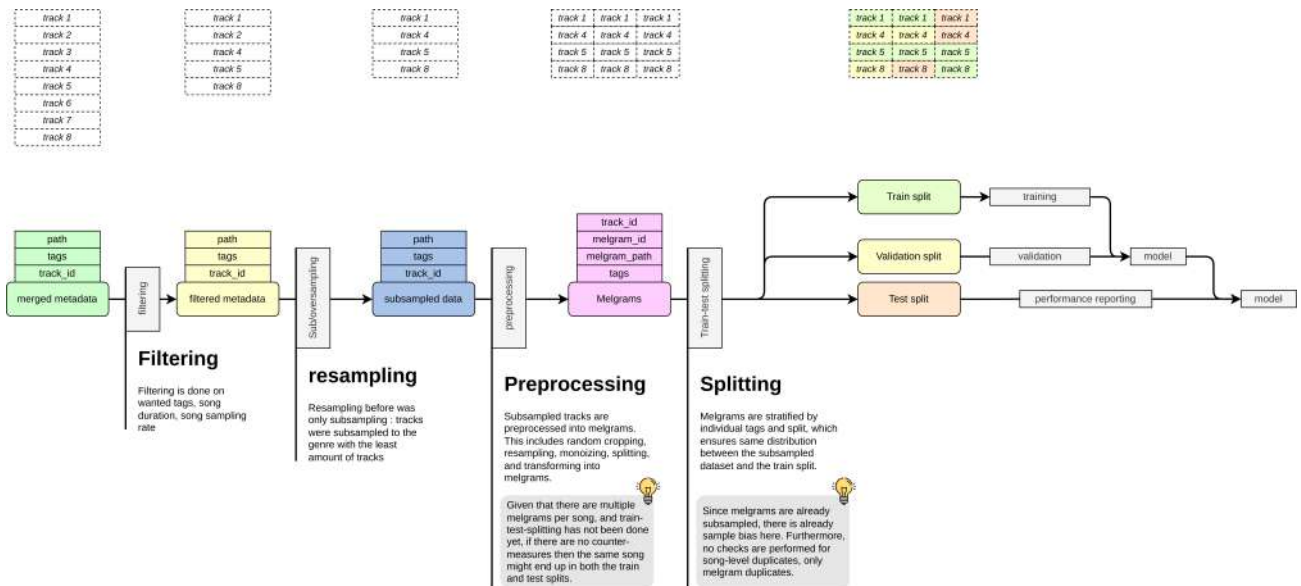 track 1
track 2
track 3
track 4
track 5
track 6
track 7
track 8
track 1
track 2
track 4
track 5
track 8
track 1
track 4
track 5
track 8
track 1 track 1 track 1
track 4 track 4 track 4
track 5 track 5 track 5
track 8 track 8 track 8
track 1 track 1 track 1
track 4 track 4 track 4
track 5 track 5 track 5
track 8 track 8 track 8
path
tags
track_id
merged metadata
filtering
path
tags
track_id
filtered metadata
Sub/oversampling
path
tags
track_id
subsampled data
preprocessing
track_id
melgram_id
melgram_path
tags
Melgrams
Train-test splitting
Train split
training
Validation split
validation
model
Test split
performance reporting
model
Filtering
Filtering is done on
wanted tags, song
duration, song sampling
rate
resampling
Resampling before was
only subsampling : tracks
were subsampled to the
genre with the least
amount of tracks
Preprocessing
Subsampled tracks are
preprocessed into melgrams.
This includes random cropping,
resampling, monoizing, splitting,
and transforming into
melgrams.
Given that there are multiple
melgrams per song, and train-
test-splitting has not been done
yet, if there are no counter-
measures then the same song
might end up in both the train
and test splits.
Splitting
Melgrams are stratified by
individual tags and split, which
ensures same distribution
between the subsampled
dataset and the train split.
Since melgrams are already
subsampled, there is already
sample bias here. Furthermore,
no checks are performed for
song-level duplicates, only
melgram duplicates.